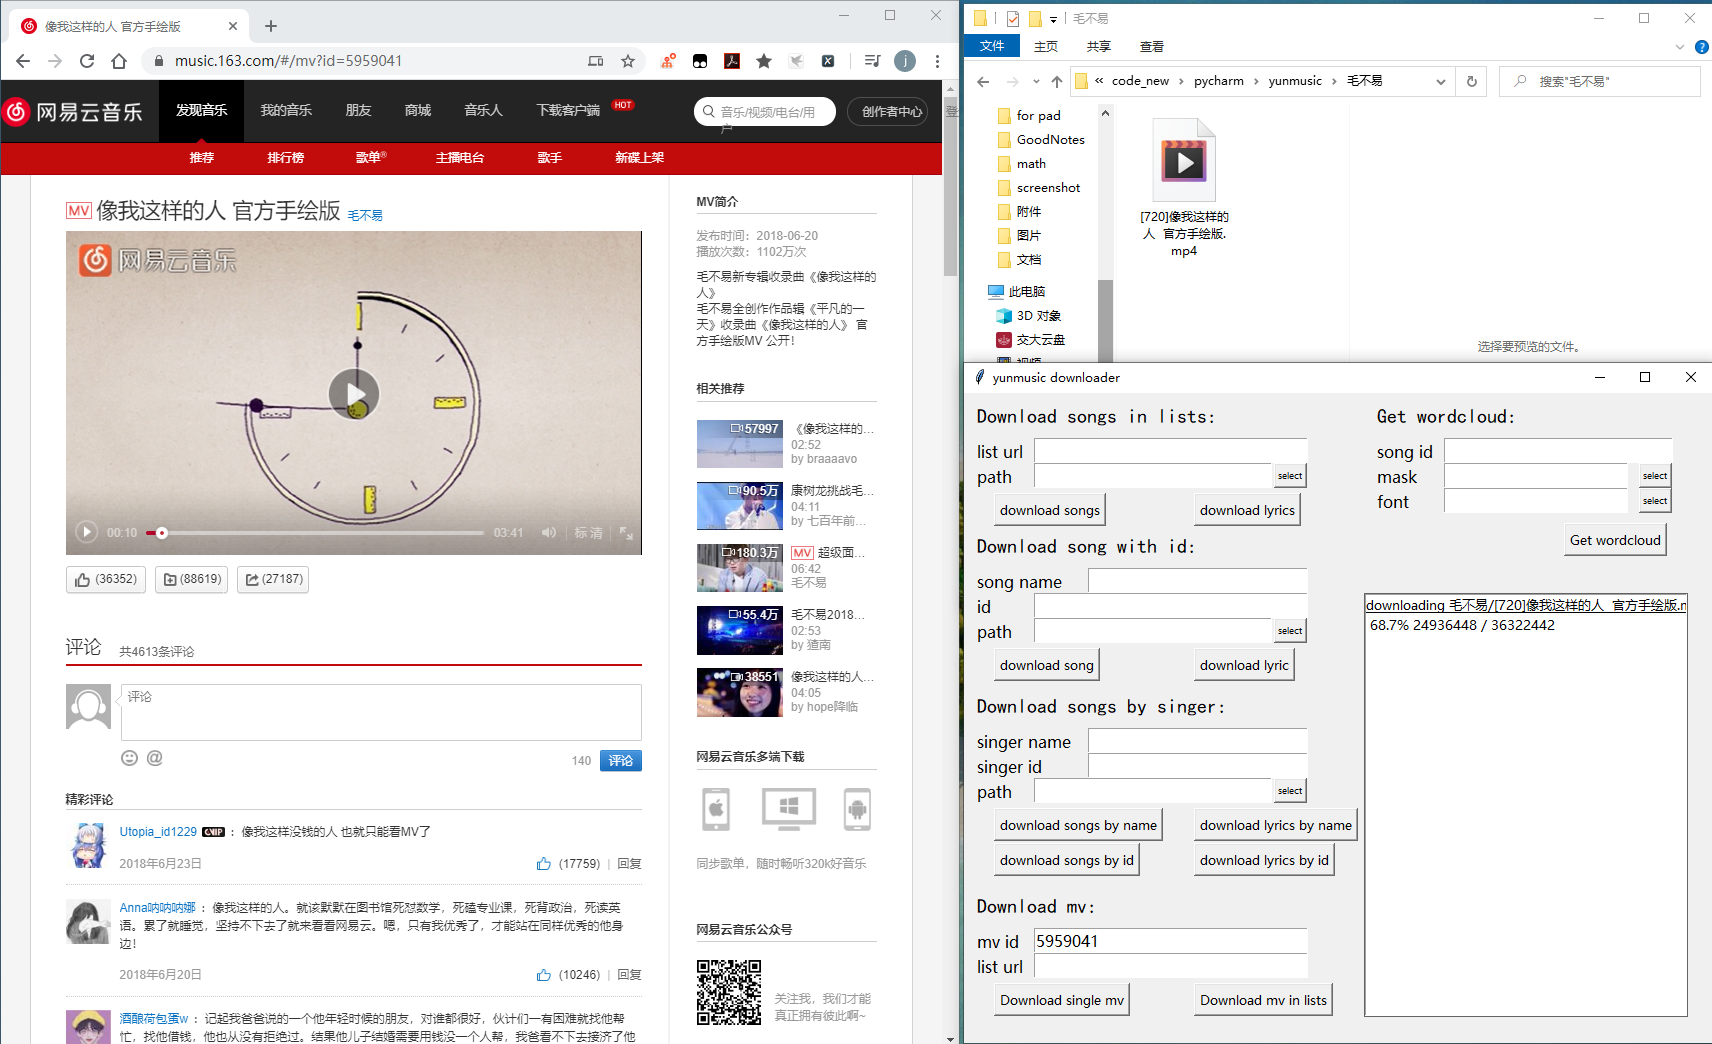 像我这样的人 官方手绘版
music.163.com/#/mv?id=5959041
j
网易云音乐
发现音乐
我的音乐
朋友
商城
音乐人
下载客户端
HOT
音乐/视频/电台/用户
创作者中心
登
推荐
排行榜
歌单®
主播电台
歌手
新碟上架
MV 像我这样的人 官方手绘版 毛不易
网易云音乐
00:10
03:41
标清
(36352)
(88619)
(27187)
评论 共4613条评论
评论
140
评论
精彩评论
Utopia_id1229 CVIP ：像我这样没钱的人 也就只能看MV了
2018年6月23日
(17759) | 回复
Anna呐呐呐娜：像我这样的人。就该默默在图书馆死怼数学，死磕专业课，死背政治，死读英
语。累了就睡觉，坚持不下去了就来看看网易云。嗯，只有我优秀了，才能站在同样优秀的他身
边！
2018年6月20日
(10246) | 回复
酒酿荷包蛋w：记起我爸爸说的一个他年轻时候的朋友，对谁都很好，伙计们一有困难就找他帮
忙，找他借钱，他也从没有拒绝过。结果他儿子结婚需要用钱没一个人帮，我爸看不下去接济了他
MV简介
发布时间：2018-06-20
播放次数：1102万次
毛不易新专辑收录曲《像我这样的
人》
毛不易全创作作品辑《平凡的一
天》收录曲《像我这样的人》 官
方手绘版MV 公开！
相关推荐
57997
《像我这样的...
02:52
by braaaavo
90.5万
康树龙挑战毛...
04:11
by 七百年前...
180.3万
MV 超级面...
06:42
毛不易
55.4万
毛不易2018...
02:53
by 猹南
38551
像我这样的人...
04:05
by hope降临
网易云音乐多端下载
同步歌单，随时畅听320k好音乐
网易云音乐公众号
关注我，我们才能
真正拥有彼此啊~
毛不易
文件
主页
共享
查看
« code_new › pycharm › yunmusic › 毛不易
搜索"毛不易"
for pad
GoodNotes
math
screenshot
附件
图片
文档
此电脑
3D 对象
交大云盘
视频
[720]像我这样的
人 官方手绘版.
mp4
选择要预览的文件。
yunmusic downloader
Download songs in lists:
list url
path
select
download songs
download lyrics
Download song with id:
song name
id
path
select
download song
download lyric
Download songs by singer:
singer name
singer id
path
select
download songs by name
download lyrics by name
download songs by id
download lyrics by id
Download mv:
mv id 5959041
list url
Download single mv
Download mv in lists
Get wordcloud:
song id
mask
select
font
select
Get wordcloud
downloading 毛不易/[720]像我这样的人 官方手绘版.m
68.7% 24936448 / 36322442